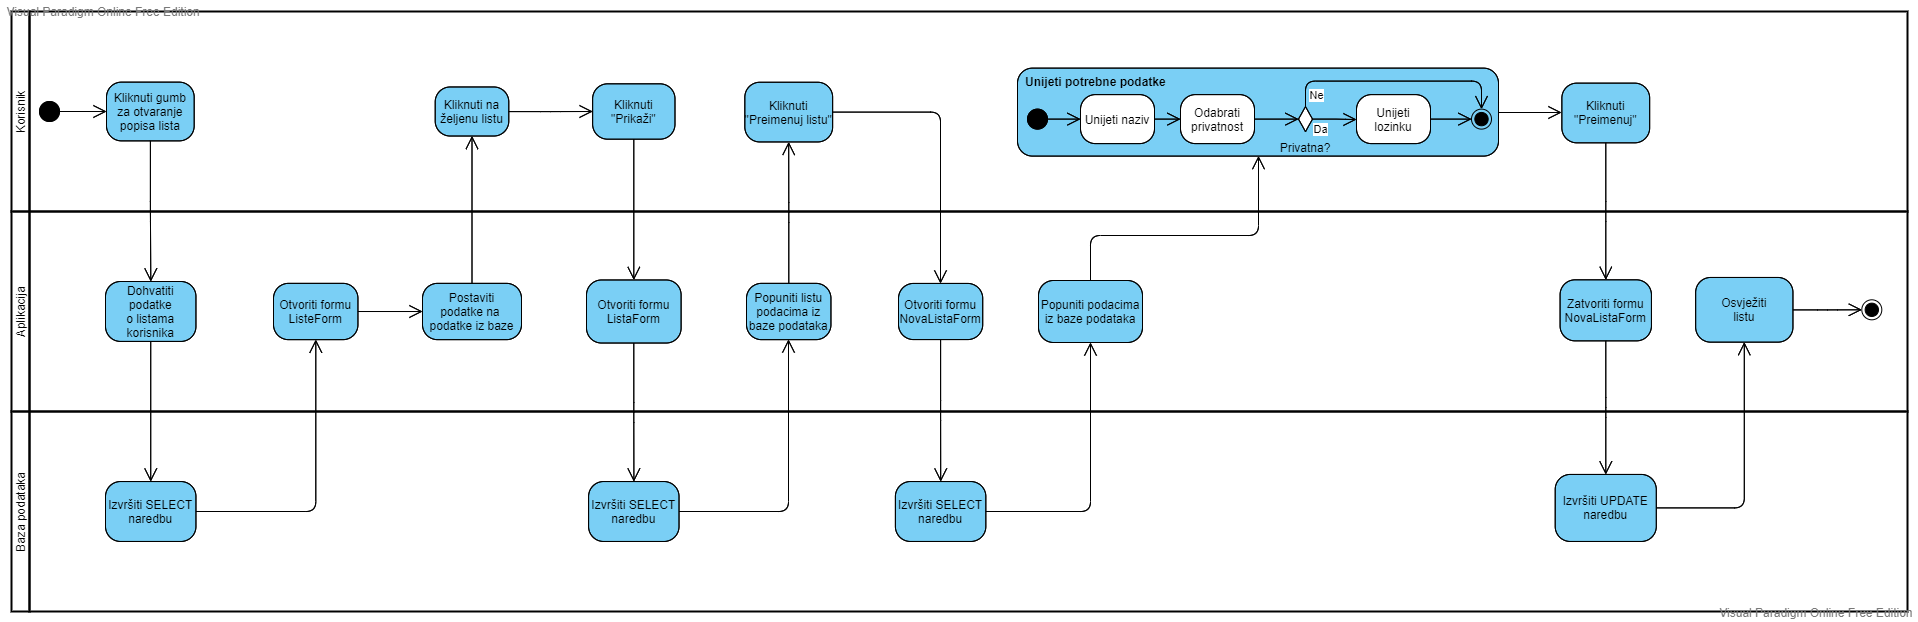 Visual Paradigm Online Free Edition
Korisnik
Kliknuti gumb
za otvaranje
popisa lista
Kliknuti na
željenu listu
Kliknuti
"Prikaži"
Kliknuti
"Preimenuj listu"
Unijeti potrebne podatke
Unijeti naziv
Odabrati
privatnost
Ne
Da
Privatna?
Unijeti
lozinku
Kliknuti
"Preimenuj"
Aplikacija
Dohvatiti
podatke
o listama
korisnika
Otvoriti formu
ListeForm
Postaviti
podatke na
podatke iz baze
Otvoriti formu
ListaForm
Popuniti listu
podacima iz
baze podataka
Otvoriti formu
NovaListaForm
Popuniti podacima
iz baze podataka
Zatvoriti formu
NovaListaForm
Osvježiti
listu
Baza podataka
Izvršiti SELECT
naredbu
Izvršiti SELECT
naredbu
Izvršiti SELECT
naredbu
Izvršiti UPDATE
naredbu
Visual Paradigm Online Free Edition